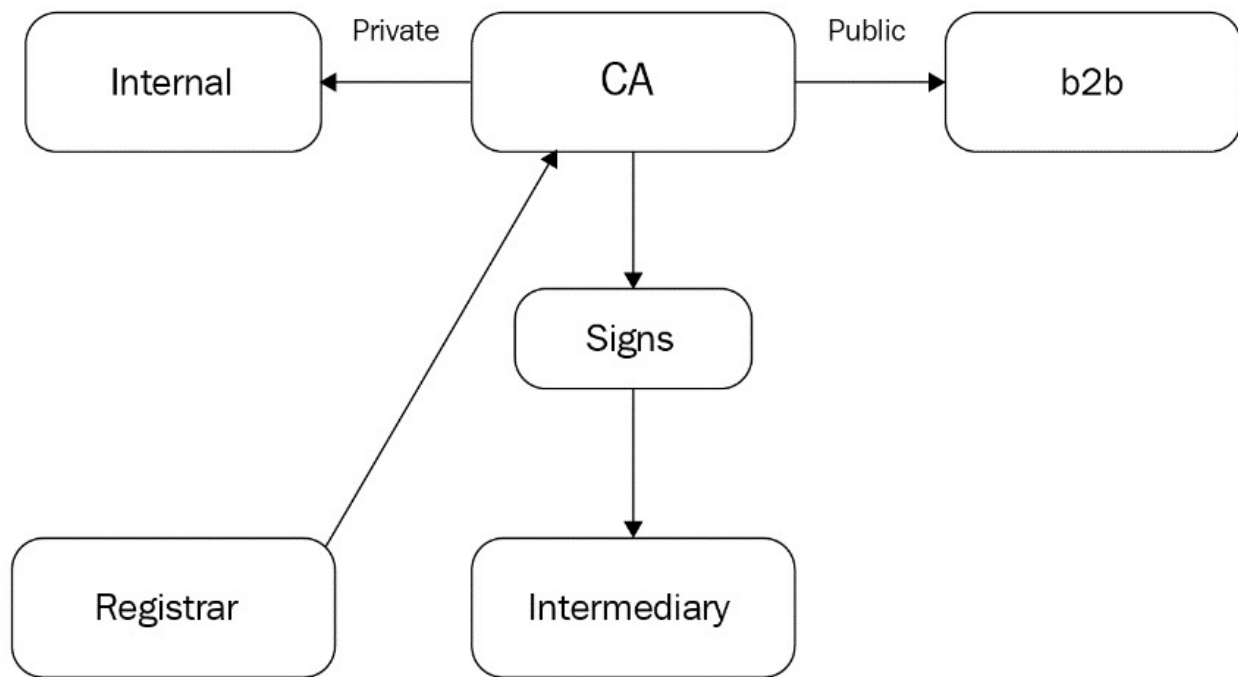 Private
Public
Internal
CA
b2b
Signs
Registrar
Intermediary